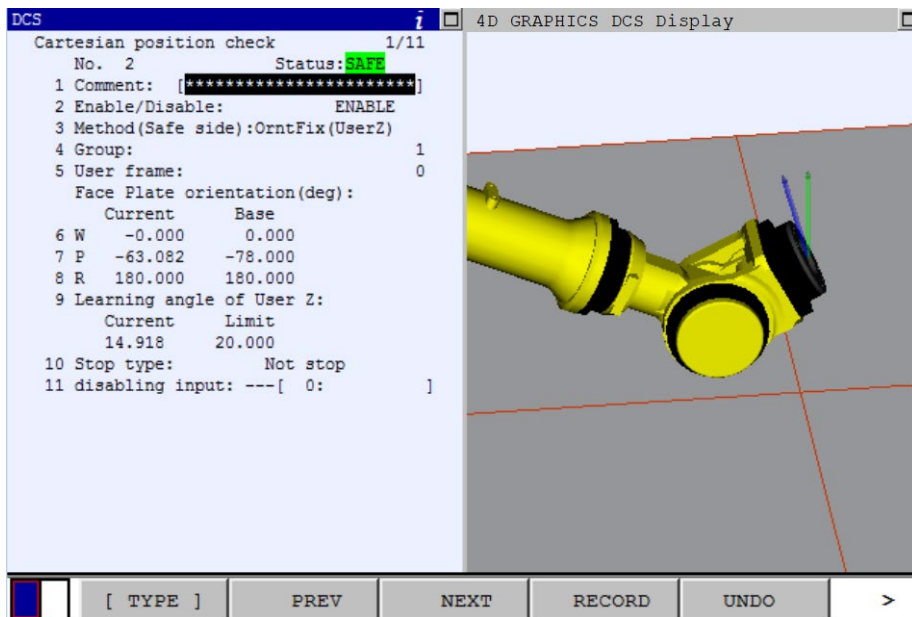 DCS i
4D GRAPHICS DCS Display
Cartesian position check 1/11
No. 2 Status:SAFE
1 Comment: [***********************]
2 Enable/Disable: ENABLE
3 Method(Safe side):OrntFix(UserZ)
4 Group: 1
5 User frame: 0
Face Plate orientation(deg):
Current Base
6 W -0.000 0.000
7 P -63.082 -78.000
8 R 180.000 180.000
9 Learning angle of User Z:
Current Limit
14.918 20.000
10 Stop type: Not stop
11 disabling input: ---[ 0: ]
[ TYPE ] PREV NEXT RECORD UNDO >